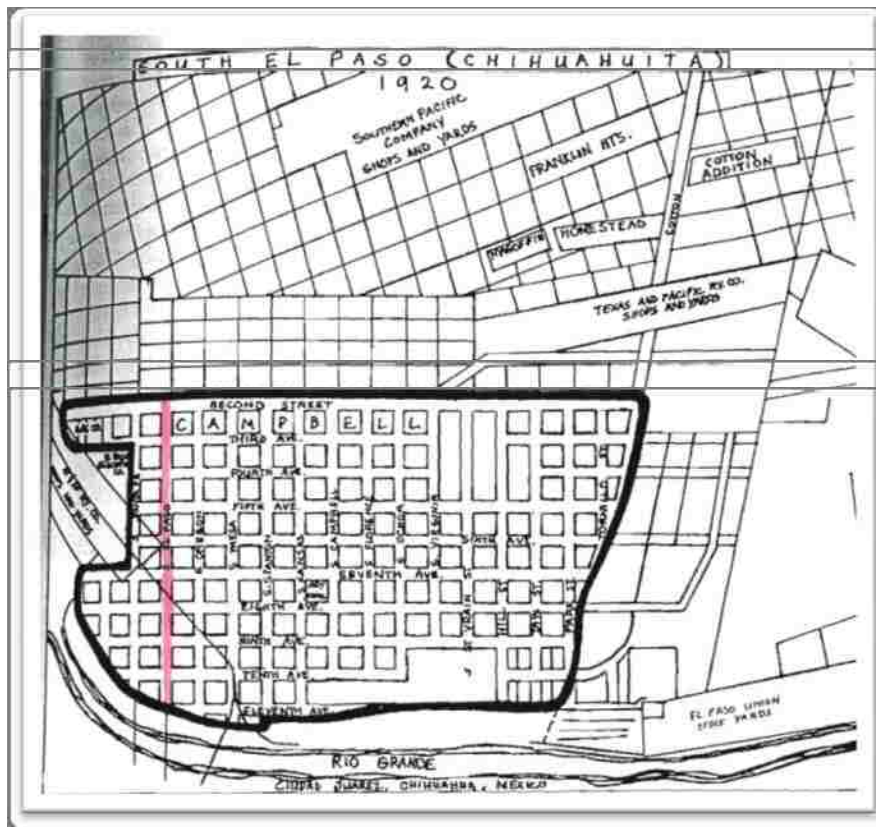 SOUTH EL PASO (CHIHUAHUITA)
1920
SOUTHERN PACIFIC
COMPANY
SHOPS AND YARDS
FRANKLIN HTS.
COTTON
ADDITION
MAGOFFIN
HOMESTEAD
COTTON
TEXAS AND PACIFIC RY. CO.
SHOPS AND YARDS
SECOND STREET
CAMPBELL
THIRD AVE.
FOURTH AVE.
FIFTH AVE.
SIXTH AVE.
SEVENTH AVE.
EIGHTH AVE.
NINTH AVE.
TENTH AVE.
ELEVENTH AVE.
EL PASO
S. MESA
S. STANTON
S. KANSAS
S. CAMPBELL
S. FLORENCE
S. OCHOA
S. VIRGINIA
ST VRAIN ST
HILL ST
PARK ST
EL PASO UNION
STOCK YARDS
RIO GRANDE
CIUDAD JUAREZ, CHIHUAHUA, MEXICO